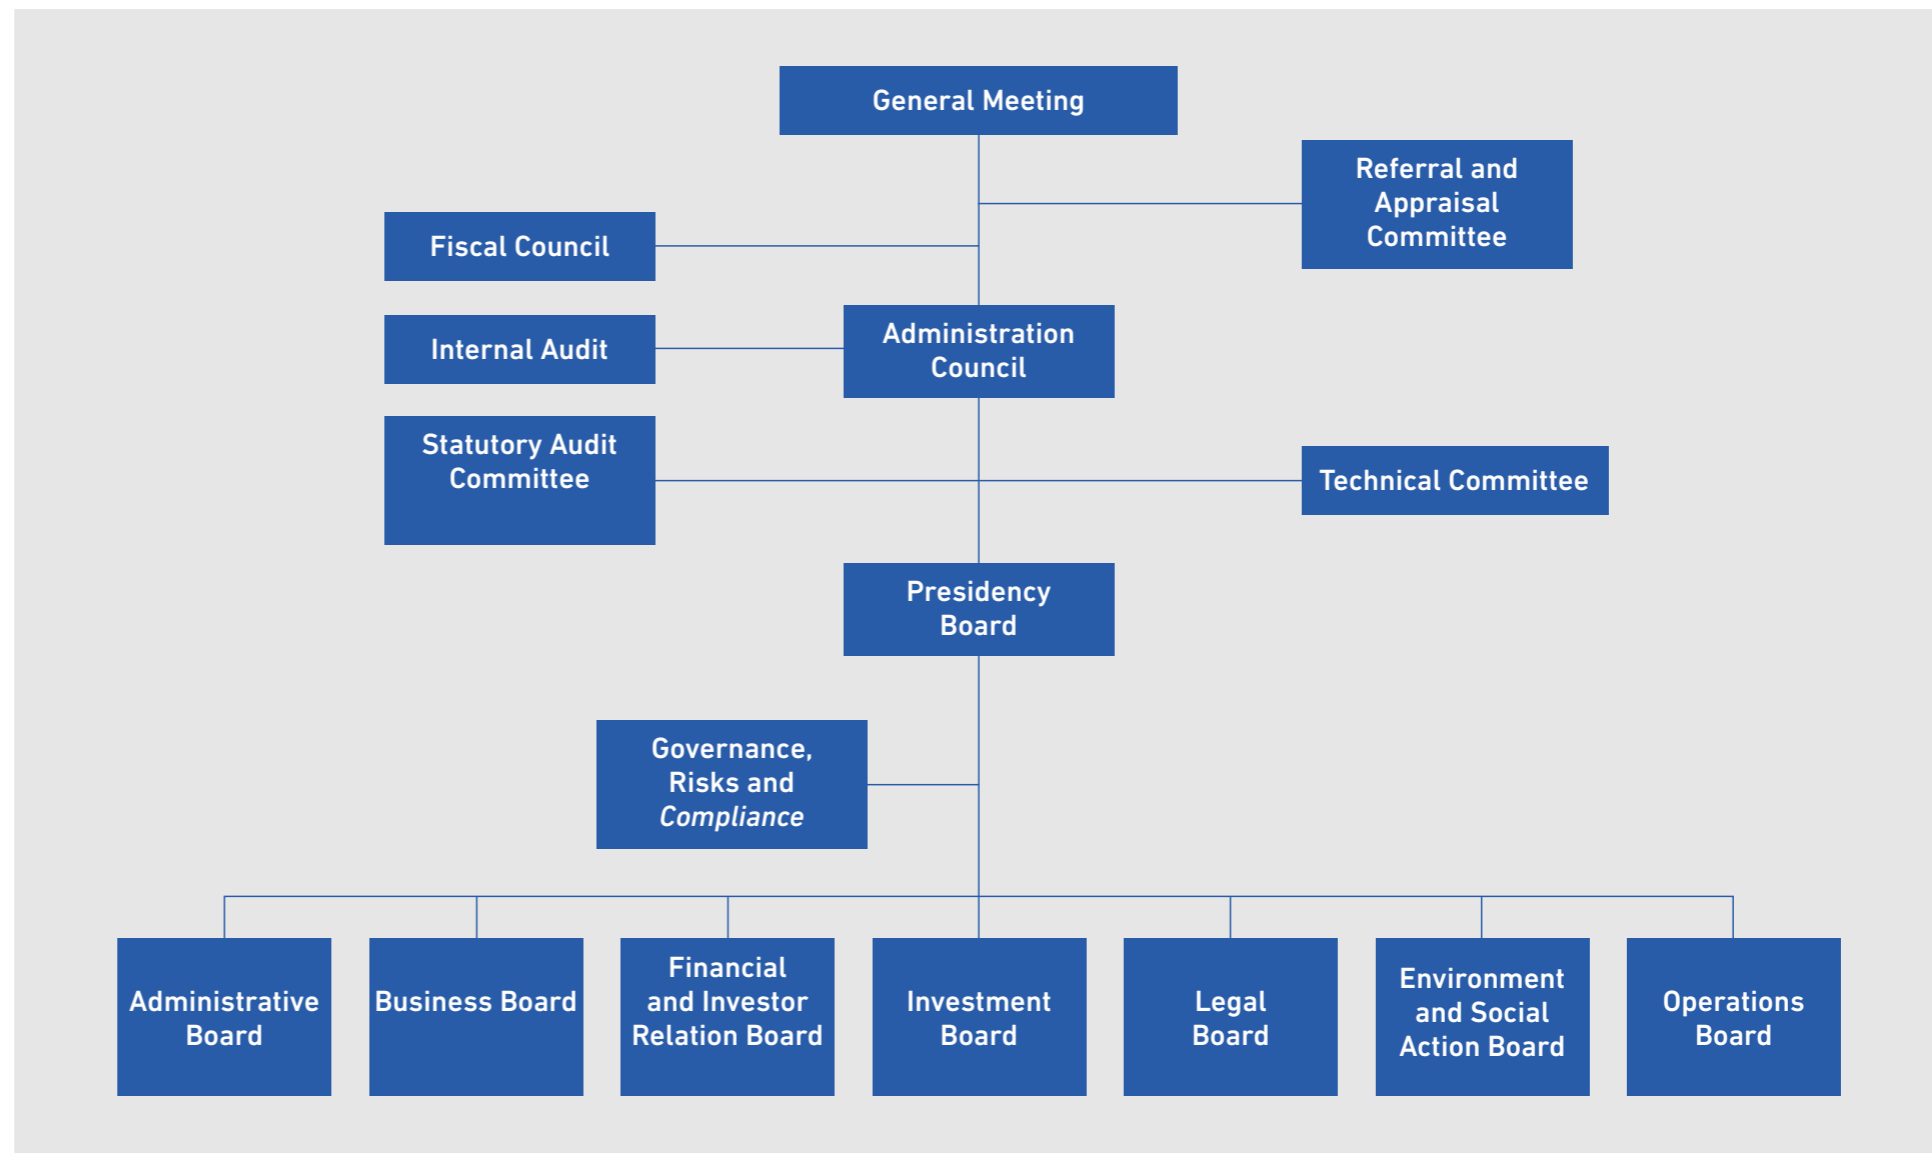 General Meeting
Referral and
Appraisal
Committee
Fiscal Council
Internal Audit
Administration
Council
Statutory Audit
Committee
Technical Committee
Presidency
Board
Governance,
Risks and
Compliance
Administrative
Board
Business Board
Financial
and Investor
Relation Board
Investment
Board
Legal
Board
Environment
and Social
Action Board
Operations
Board